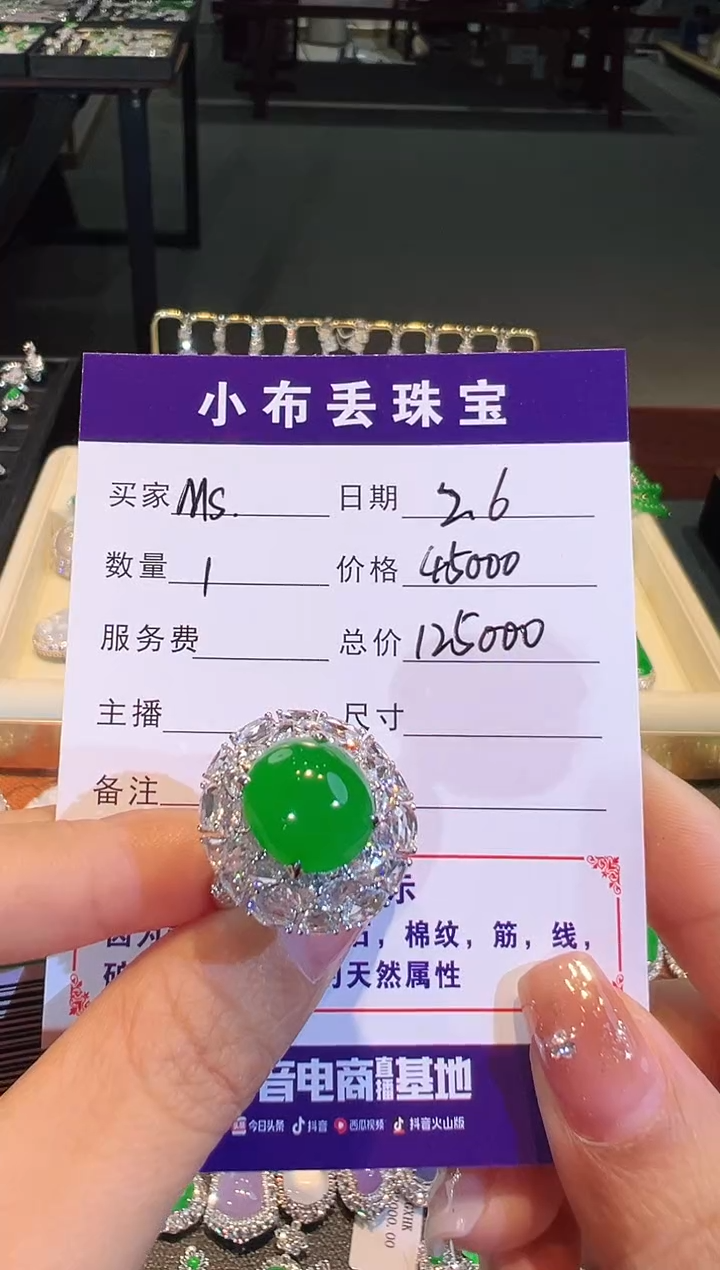 小布丢珠宝
买家 Ms. 日期 2.6
数量 1 价格 45000
服务费 总价 125000
主播 尺寸
备注
示
，棉纹，筋，线，
天然属性
音电商直播基地
今日头条 抖音 西瓜视频 抖音火山版